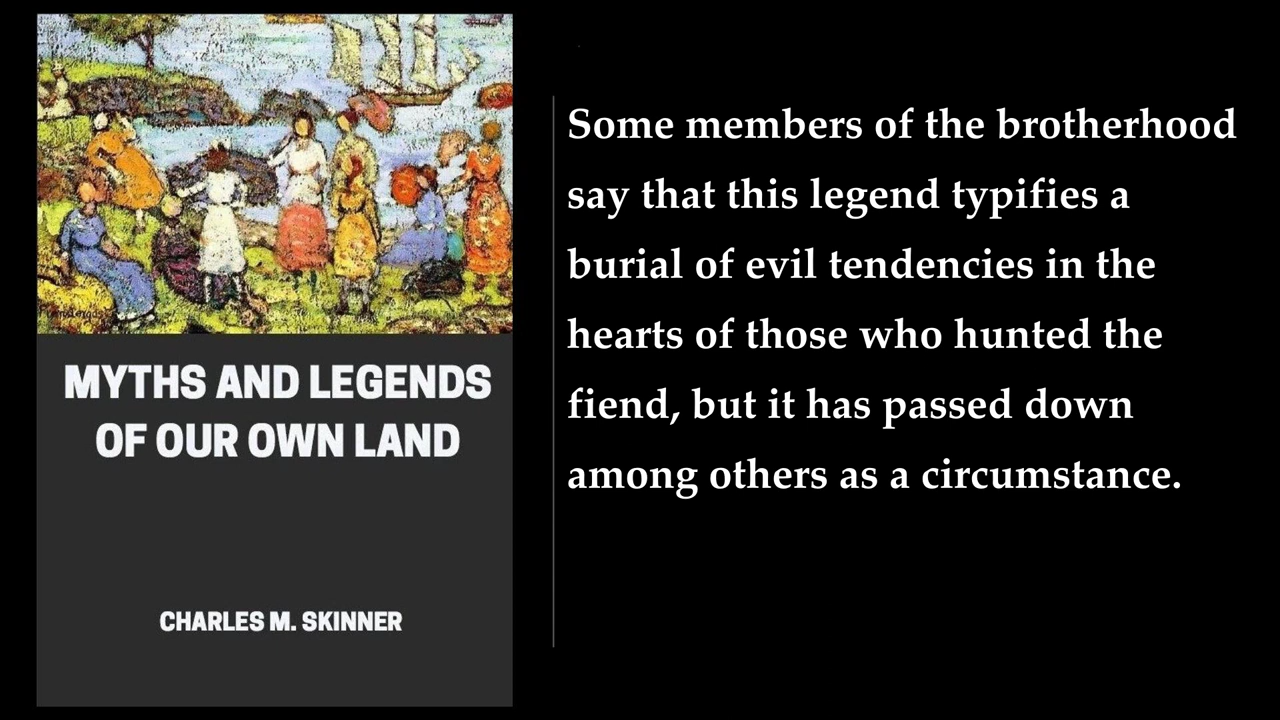 MYTHS AND LEGENDS
OF OUR OWN LAND
CHARLES M. SKINNER
Some members of the brotherhood
say that this legend typifies a
burial of evil tendencies in the
hearts of those who hunted the
fiend, but it has passed down
among others as a circumstance.